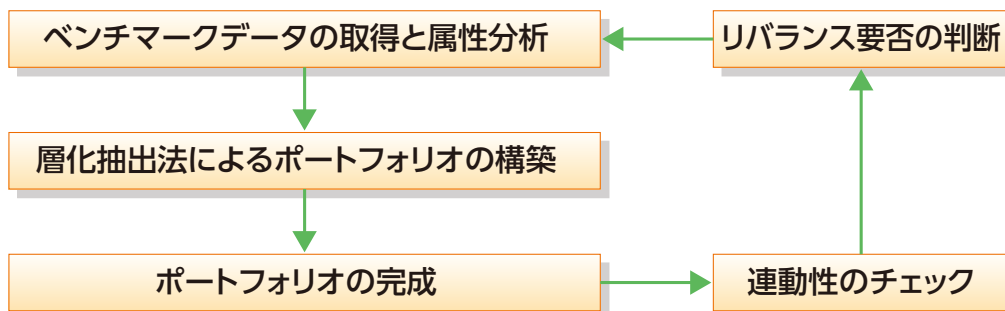 ベンチマークデータの取得と属性分析
リバランス要否の判断
層化抽出法によるポートフォリオの構築
ポートフォリオの完成
連動性のチェック